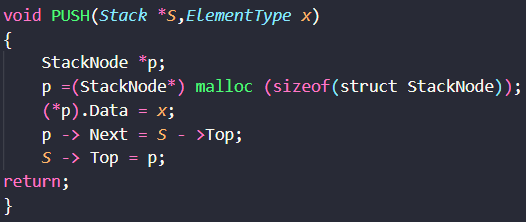 void PUSH(Stack *S,ElementType x)
{
StackNode *p;
p =(StackNode*) malloc (sizeof(struct StackNode));
(*p).Data = x;
p -> Next = S - >Top;
S -> Top = p;
return;
}